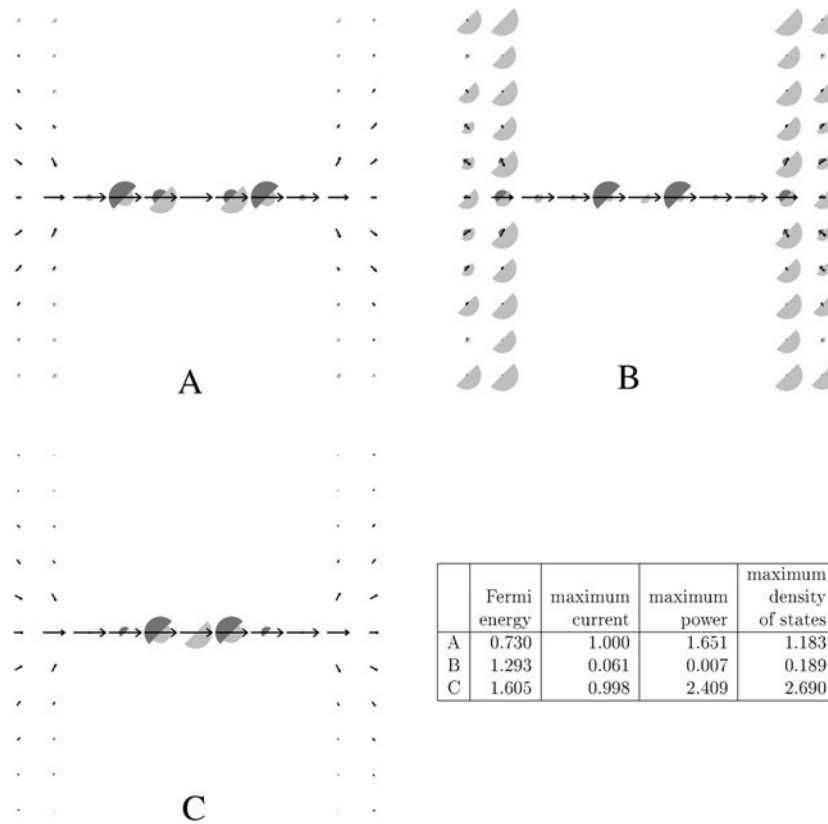 A
B
C
maximum
Fermi maximum maximum density
energy current power of states
A 0.730 1.000 1.651 1.183
B 1.293 0.061 0.007 0.189
C 1.605 0.998 2.409 2.690